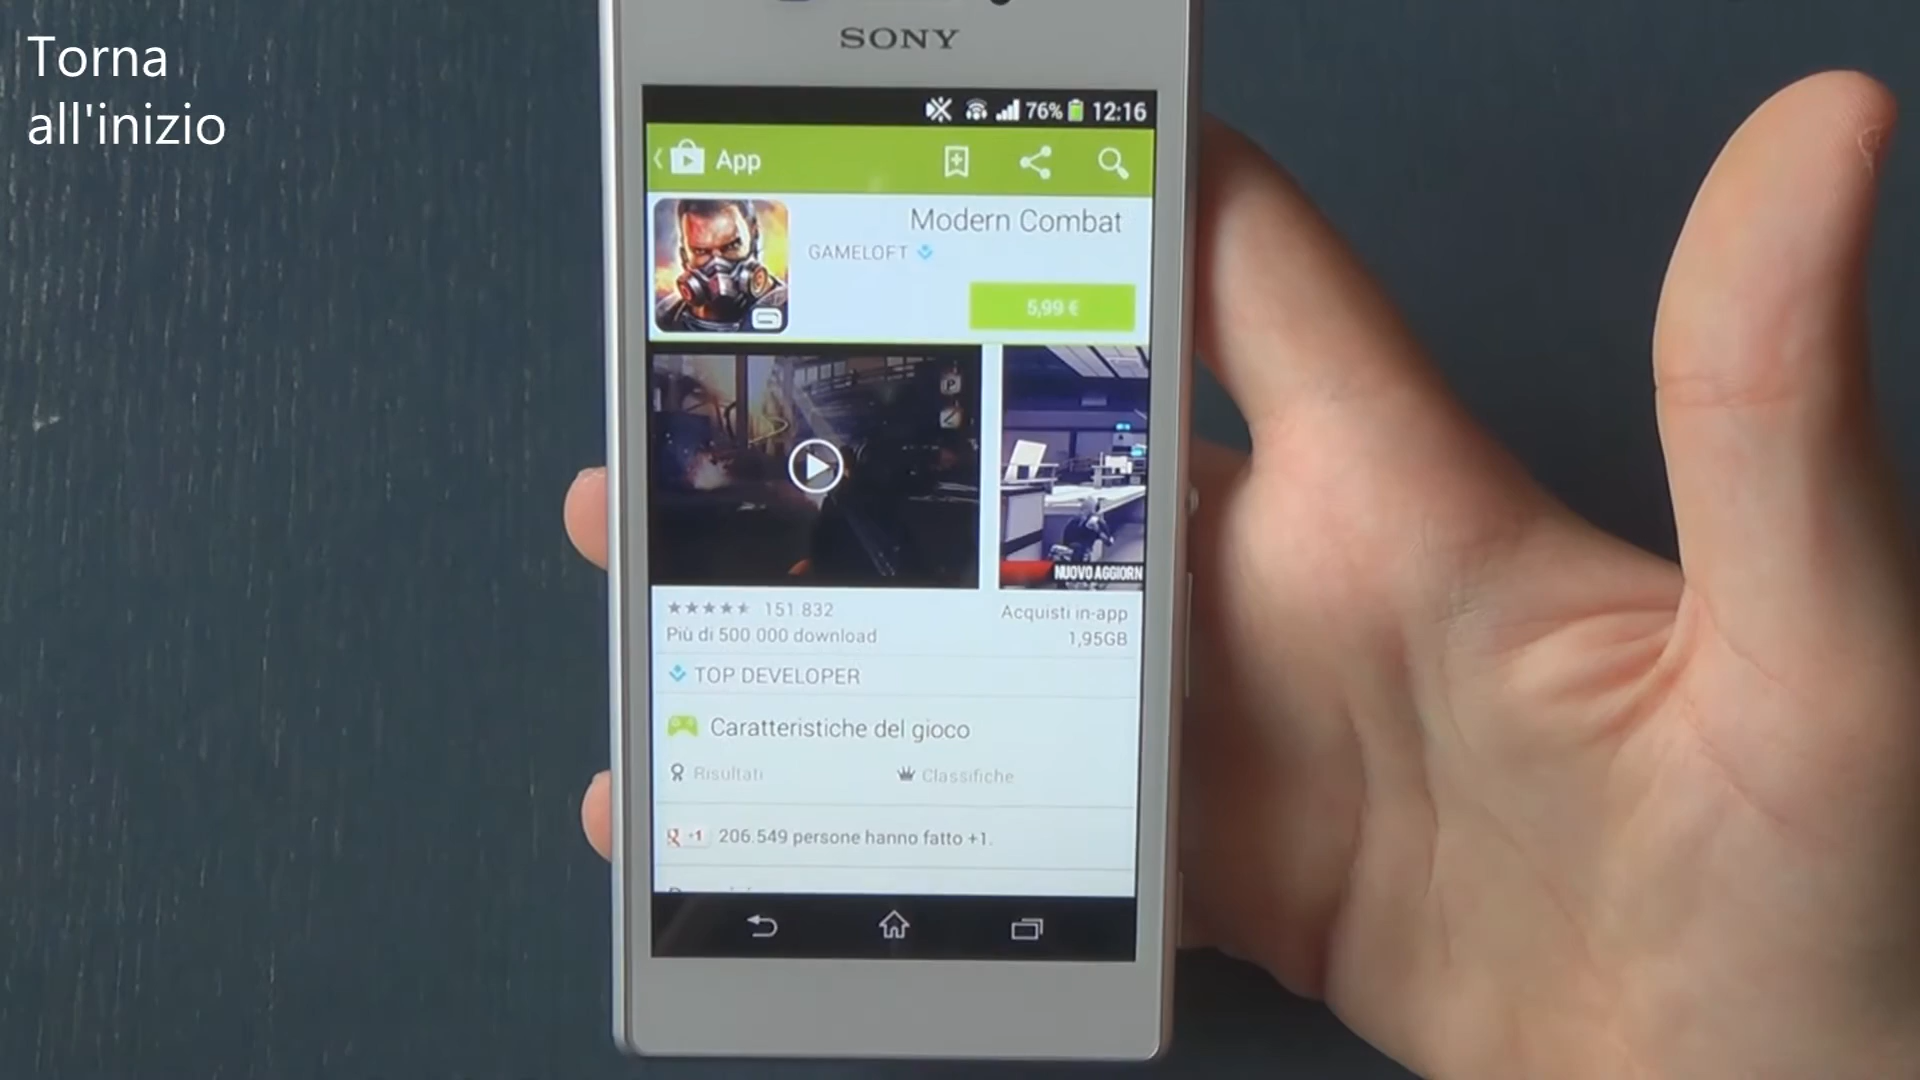 Torna
all'inizio
SONY
76% 12:16
App
Modern Combat
GAMELOFT
5,99 €
NUOVO AGGIORN
151.832
Acquisti in-app
Più di 500.000 download
1,95GB
TOP DEVELOPER
Caratteristiche del gioco
Risultati
Classifiche
+1 206.549 persone hanno fatto +1.